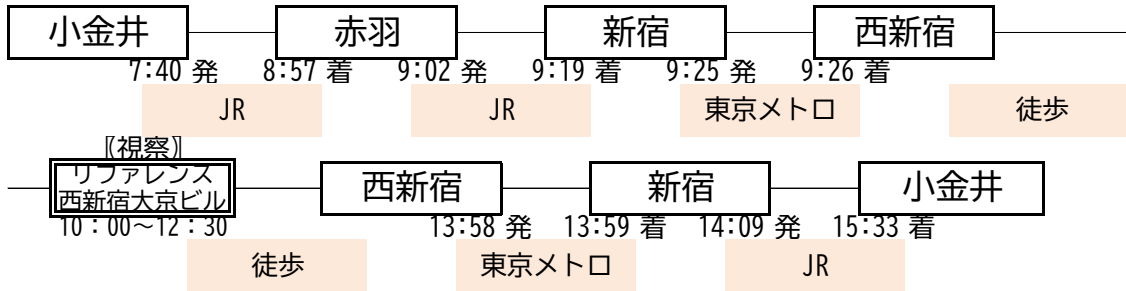 小金井 赤羽 新宿 西新宿
7:40 発 8:57 着 9:02 発 9:19 着 9:25 発 9:26 着
JR JR 東京メトロ 徒歩
〖視察〗
リファレンス
西新宿大京ビル
西新宿 新宿 小金井
10：00～12：30
13:58 発 13:59 着 14:09 発 15:33 着
徒歩 東京メトロ JR